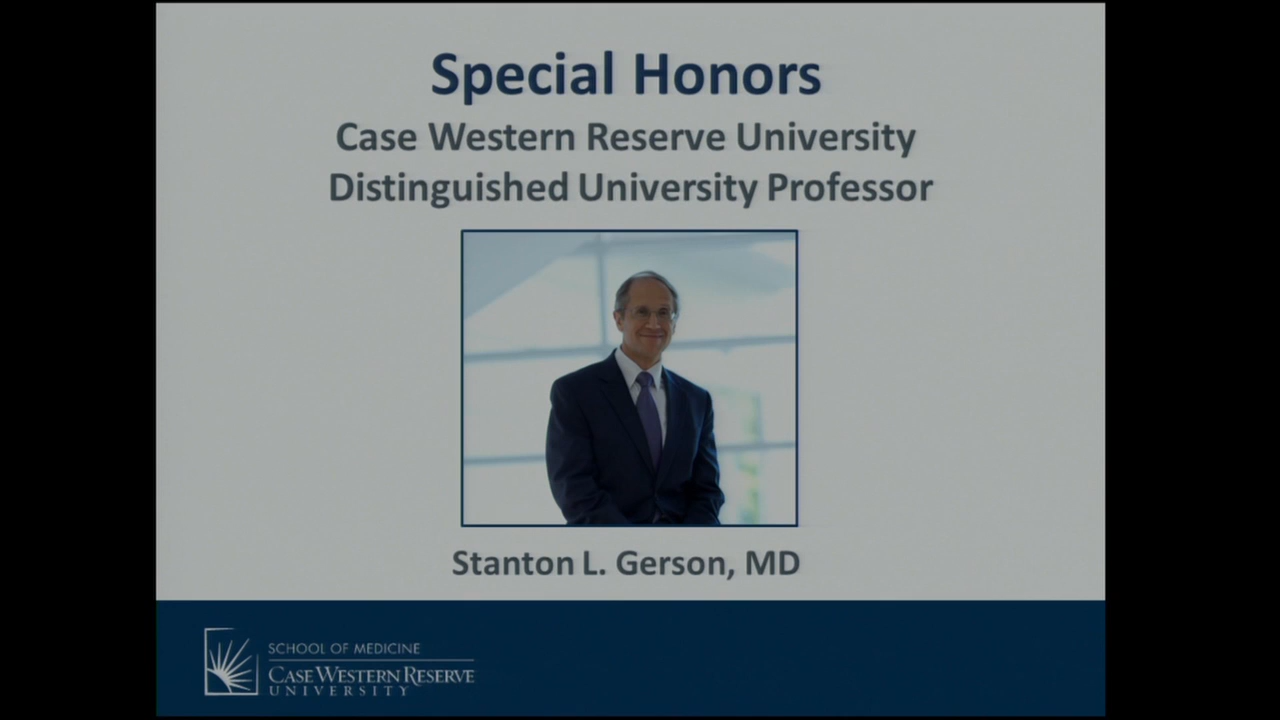 Special Honors
Case Western Reserve University
Distinguished University Professor
Stanton L. Gerson, MD
SCHOOL OF MEDICINE
CASE WESTERN RESERVE
UNIVERSITY